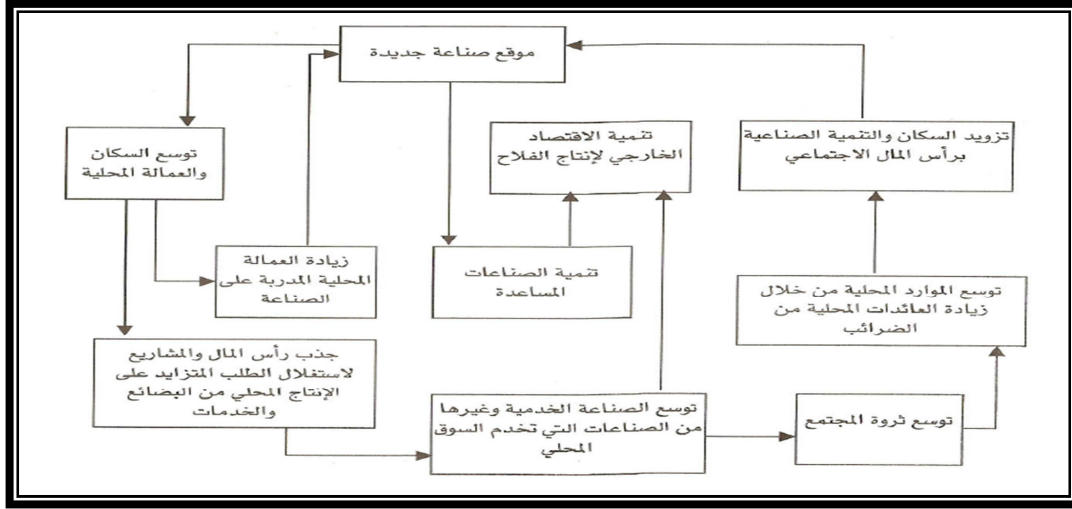 موقع صناعة جديدة
توسع السكان
والعمالة المحلية
تنمية الاقتصاد
الخارجي لإنتاج الفلاح
تزويد السكان والتنمية الصناعية
برأس المال الاجتماعي
زيادة العمالة
المحلية المدربة على
الصناعة
تنمية الصناعات
المساعدة
توسع الموارد المحلية من خلال
زيادة العائدات المحلية من
الضرائب
جذب رأس المال والمشاريع
لاستغلال الطلب المتزايد على
الإنتاج المحلي من البضائع
والخدمات
توسع الصناعة الخدمية وغيرها
من الصناعات التي تخدم السوق
المحلي
توسع ثروة المجتمع